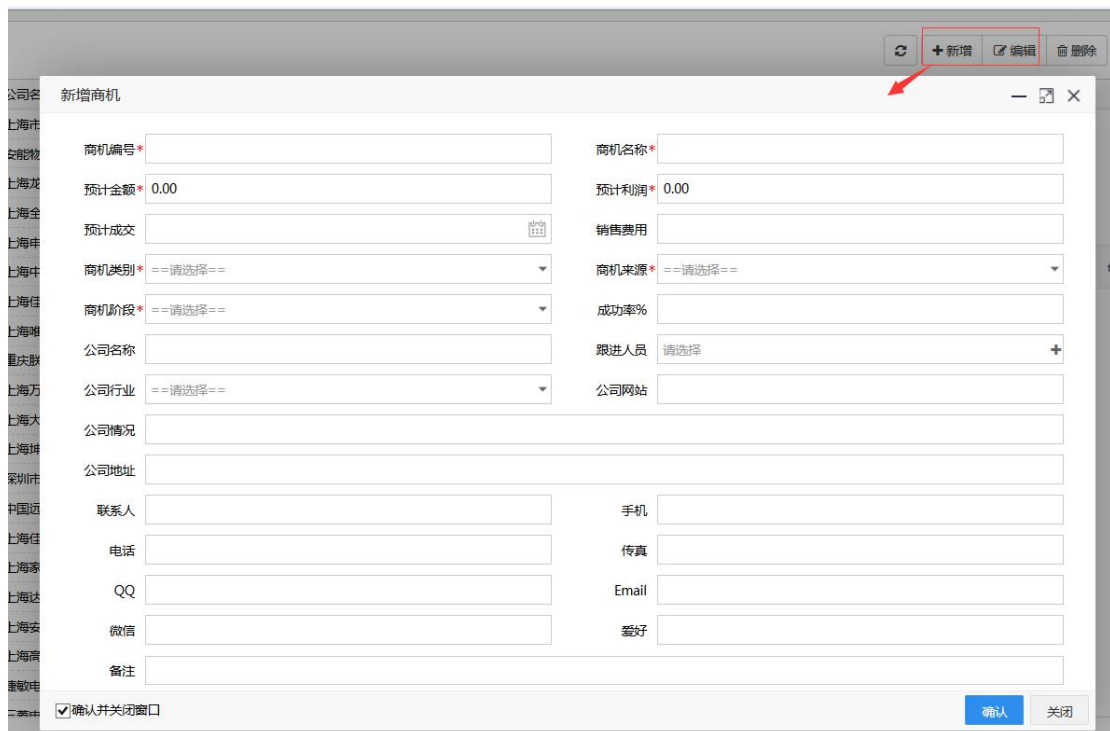 新增 编辑 删除
公司名 新增商机
上海市
商机编号* 商机名称*
安能物
上海龙 预计金额* 0.00 预计利润* 0.00
上海全
预计成交 销售费用
上海申
上海中 商机类别* ==请选择== 商机来源* ==请选择==
上海佳
商机阶段* ==请选择== 成功率%
上海唯
公司名称 跟进人员 请选择
重庆朕
上海万 公司行业 ==请选择== 公司网站
上海大
公司情况
上海坤
公司地址
深圳市
中国远 联系人 手机
上海佳
电话 传真
上海家
上海达 QQ Email
上海安
微信 爱好
上海高
备注
捷敏电
确认并关闭窗口 确认 关闭